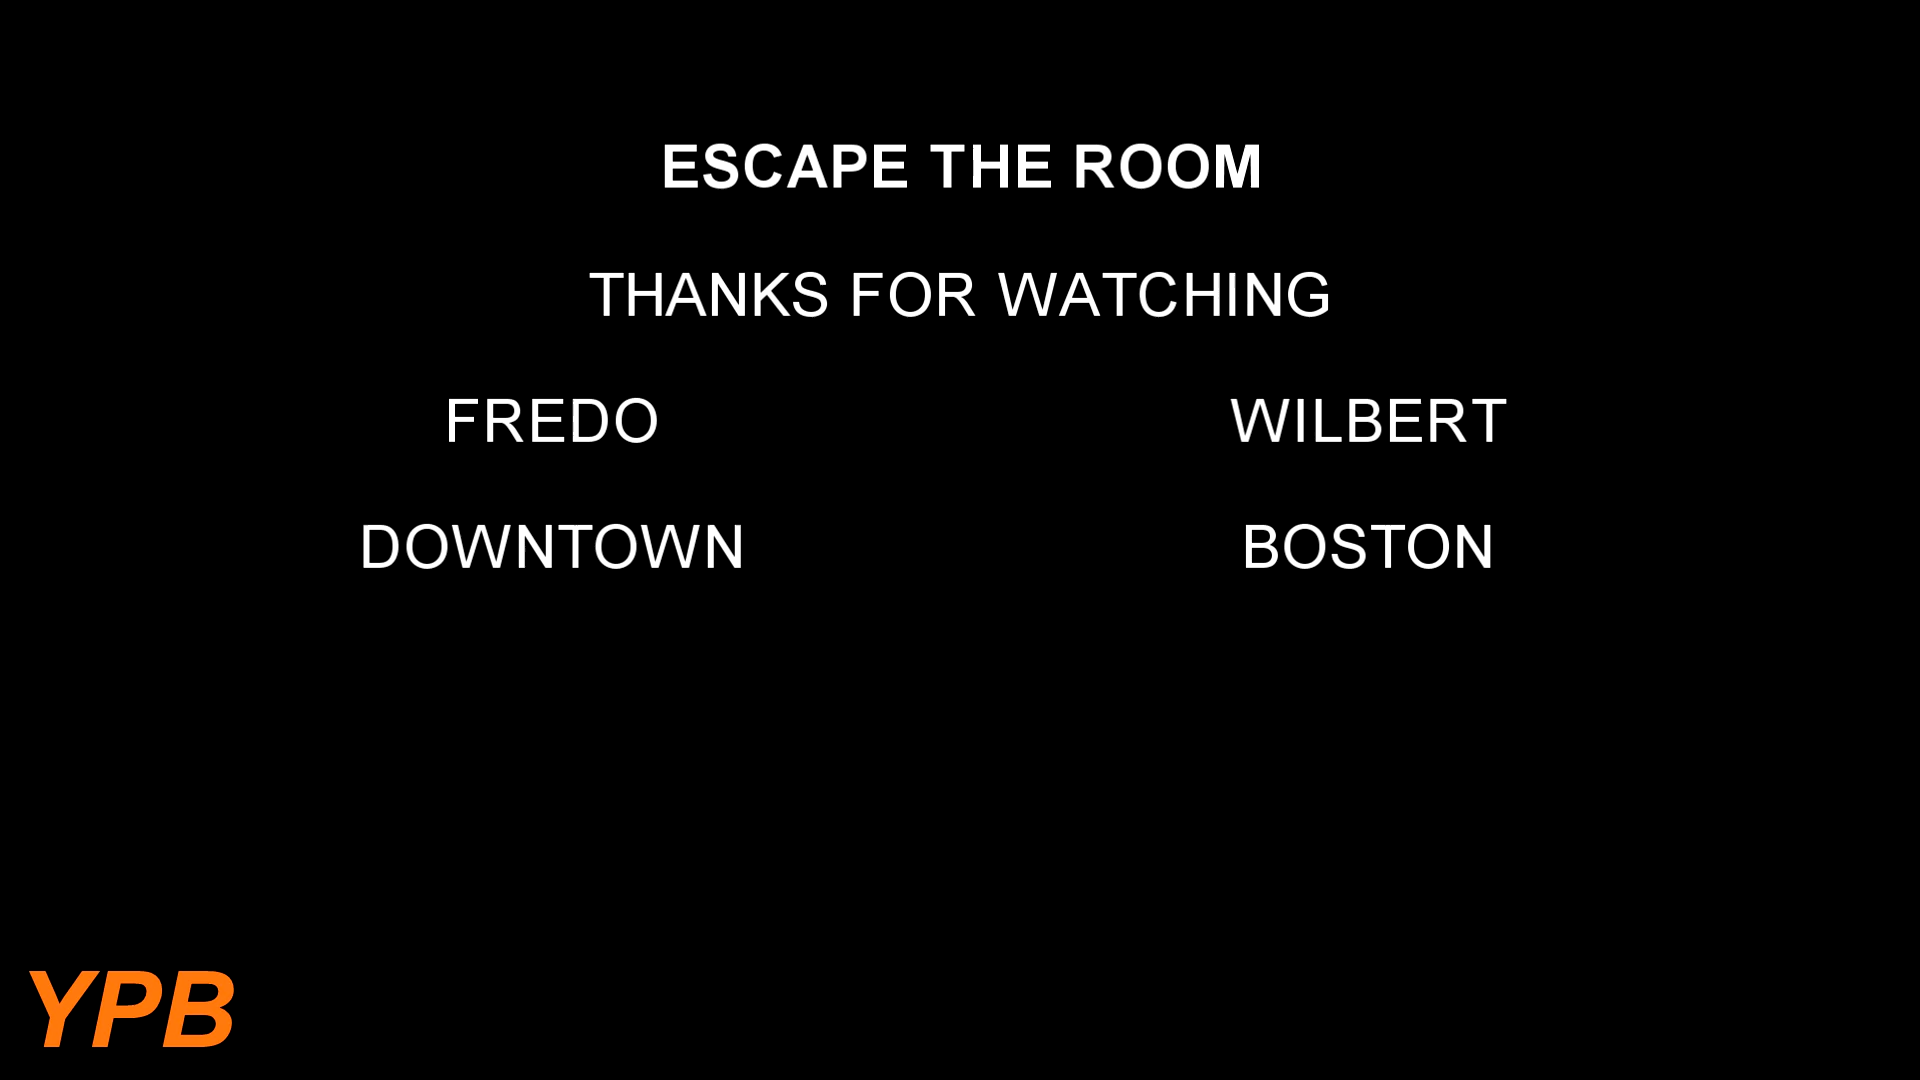 ESCAPE THE ROOM
THANKS FOR WATCHING
FREDO WILBERT
DOWNTOWN BOSTON
YPB